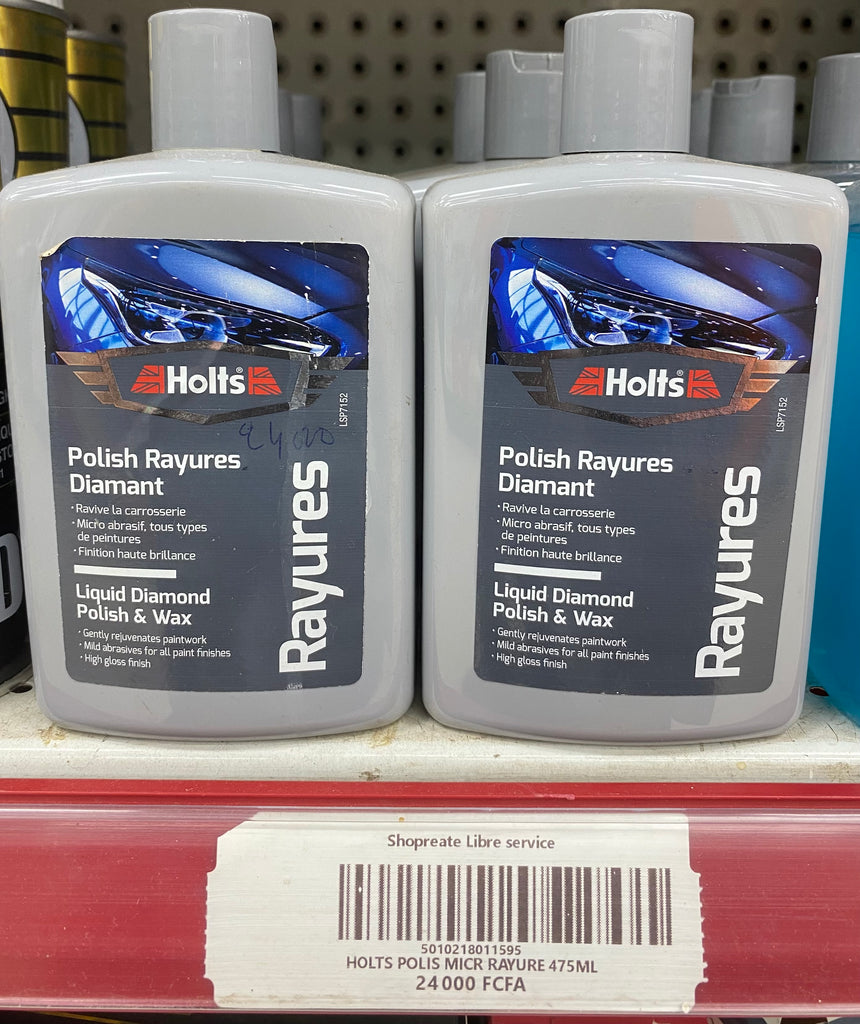 Holts
LSP7152
24,000
Polish Rayures
Diamant
· Ravive la carrosserie
· Micro abrasif, tous types
de peintures
· Finition haute brillance
Liquid Diamond
Polish & Wax
· Gently rejuvenates paintwork
· Mild abrasives for all paint finishes
· High gloss finish
Rayures
Holts
LSP7152
Polish Rayures
Diamant
· Ravive la carrosserie
· Micro abrasif, tous types
de peintures
· Finition haute brillance
Liquid Diamond
Polish & Wax
· Gently rejuvenates paintwork
· Mild abrasives for all paint finishes
· High gloss finish
Rayures
Shopreate Libre service
5010218011595
HOLTS POLIS MICR RAYURE 475ML
24 000 FCFA